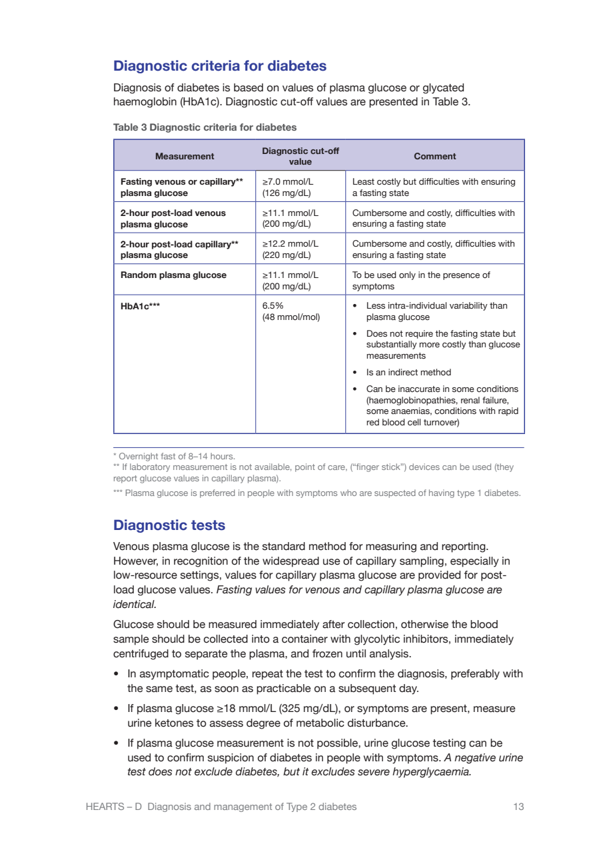 Diagnostic criteria for diabetes
Diagnosis of diabetes is based on values of plasma glucose or glycated
haemoglobin (HbA1c). Diagnostic cut-off values are presented in Table 3.
Table 3 Diagnostic criteria for diabetes
Measurement
Diagnostic cut-off
value
Comment
Fasting venous or capillary**
plasma glucose
≥7.0 mmol/L
(126 mg/dL)
Least costly but difficulties with ensuring
a fasting state
2-hour post-load venous
plasma glucose
≥11.1 mmol/L
(200 mg/dL)
Cumbersome and costly, difficulties with
ensuring a fasting state
2-hour post-load capillary**
plasma glucose
≥12.2 mmol/L
(220 mg/dL)
Cumbersome and costly, difficulties with
ensuring a fasting state
Random plasma glucose
≥11.1 mmol/L
(200 mg/dL)
To be used only in the presence of
symptoms
HbA1c***
6.5%
(48 mmol/mol)
• Less intra-individual variability than
plasma glucose
• Does not require the fasting state but
substantially more costly than glucose
measurements
• Is an indirect method
• Can be inaccurate in some conditions
(haemoglobinopathies, renal failure,
some anaemias, conditions with rapid
red blood cell turnover)
* Overnight fast of 8–14 hours.
** If laboratory measurement is not available, point of care, (“finger stick”) devices can be used (they
report glucose values in capillary plasma).
*** Plasma glucose is preferred in people with symptoms who are suspected of having type 1 diabetes.
Diagnostic tests
Venous plasma glucose is the standard method for measuring and reporting.
However, in recognition of the widespread use of capillary sampling, especially in
low-resource settings, values for capillary plasma glucose are provided for post-
load glucose values. Fasting values for venous and capillary plasma glucose are
identical.
Glucose should be measured immediately after collection, otherwise the blood
sample should be collected into a container with glycolytic inhibitors, immediately
centrifuged to separate the plasma, and frozen until analysis.
• In asymptomatic people, repeat the test to confirm the diagnosis, preferably with
the same test, as soon as practicable on a subsequent day.
• If plasma glucose ≥18 mmol/L (325 mg/dL), or symptoms are present, measure
urine ketones to assess degree of metabolic disturbance.
• If plasma glucose measurement is not possible, urine glucose testing can be
used to confirm suspicion of diabetes in people with symptoms. A negative urine
test does not exclude diabetes, but it excludes severe hyperglycaemia.
HEARTS – D Diagnosis and management of Type 2 diabetes
13